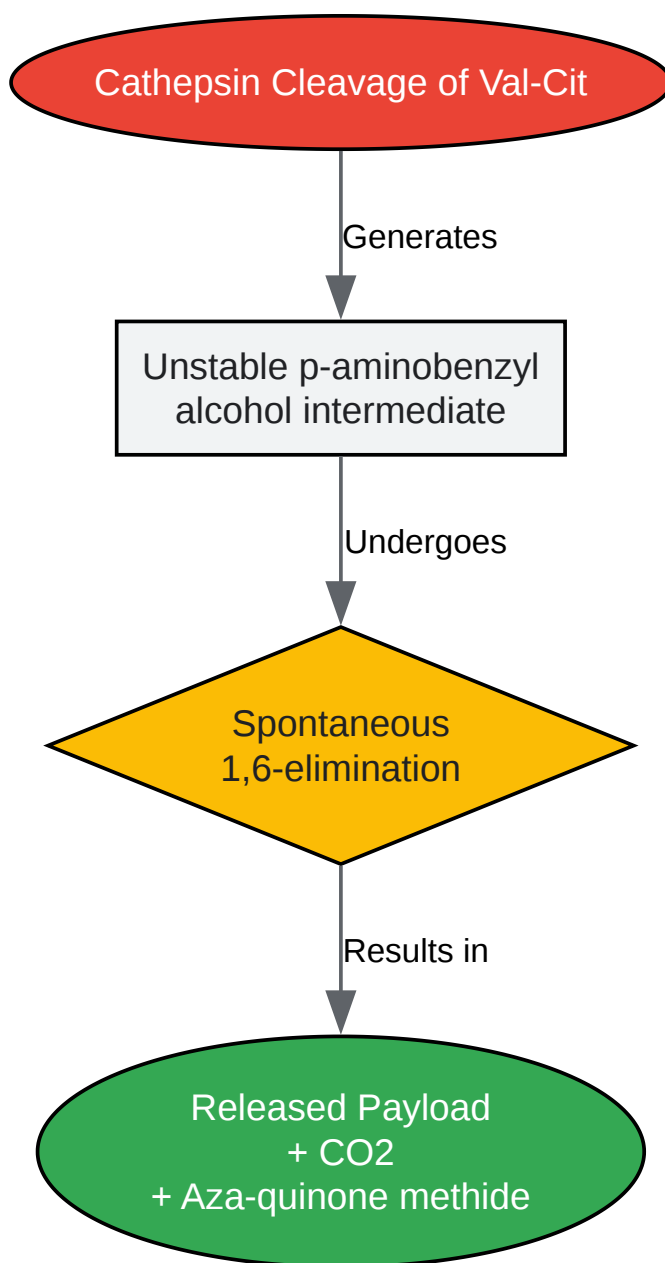 Cathepsin Cleavage of Val-Cit
Generates
Unstable p-aminobenzyl
alcohol intermediate
Undergoes
Spontaneous
1,6-elimination
Results in
Released Payload
+ CO2
+ Aza-quinone methide